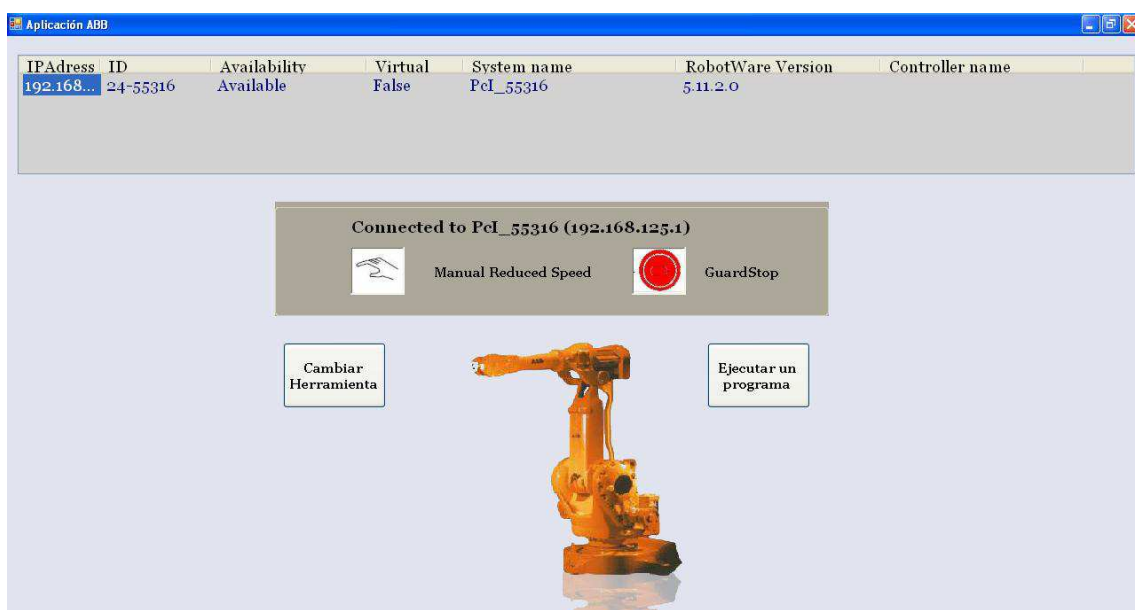 Aplicación ABB
IPAdress ID Availability Virtual System name RobotWare Version Controller name
192.168... 24-55316 Available False PcI_55316 5.11.2.0
Connected to PcI_55316 (192.168.125.1)
Manual Reduced Speed GuardStop
Cambiar
Herramienta
Ejecutar un
programa
ABB